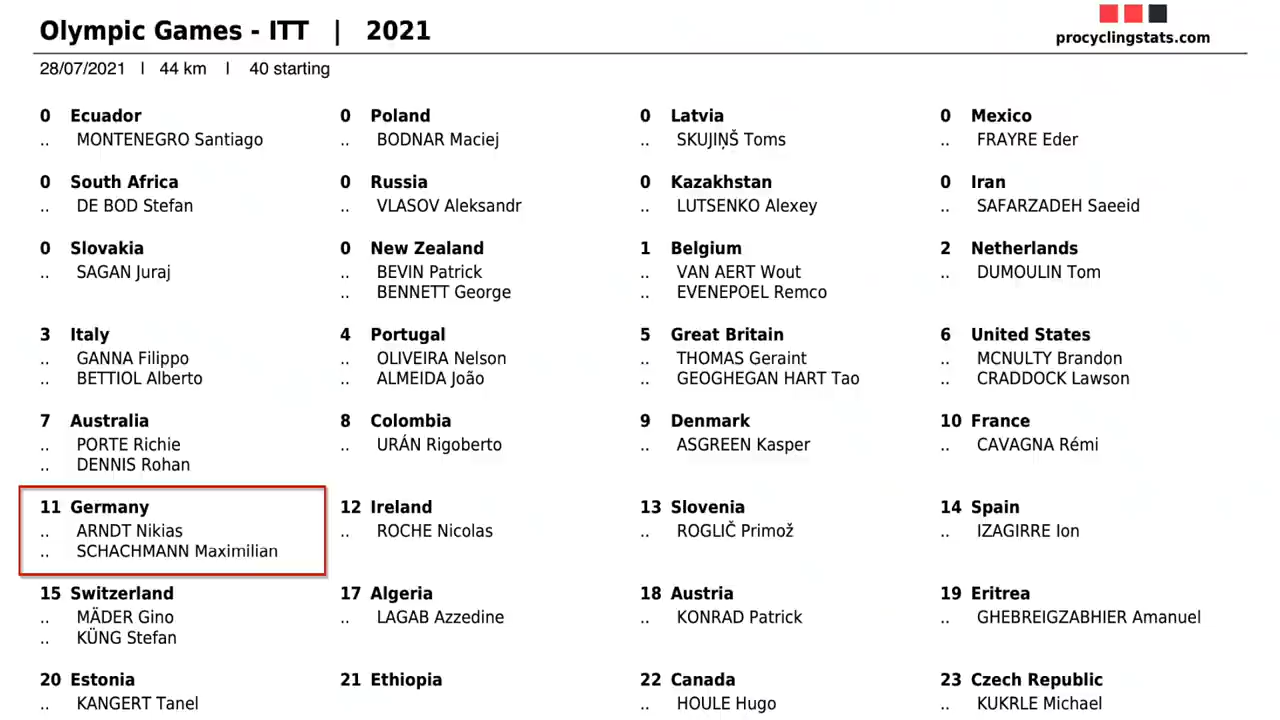 Olympic Games - ITT | 2021
procyclingstats.com
28/07/2021 I 44 km I 40 starting
0 Ecuador
.. MONTENEGRO Santiago
0 Poland
.. BODNAR Maciej
0 Latvia
.. SKUJIŅŠ Toms
0 Mexico
.. FRAYRE Eder
0 South Africa
.. DE BOD Stefan
0 Russia
.. VLASOV Aleksandr
0 Kazakhstan
.. LUTSENKO Alexey
0 Iran
.. SAFARZADEH Saeeid
0 Slovakia
.. SAGAN Juraj
0 New Zealand
.. BEVIN Patrick
.. BENNETT George
1 Belgium
.. VAN AERT Wout
.. EVENEPOEL Remco
2 Netherlands
.. DUMOULIN Tom
3 Italy
.. GANNA Filippo
.. BETTIOL Alberto
4 Portugal
.. OLIVEIRA Nelson
.. ALMEIDA João
5 Great Britain
.. THOMAS Geraint
.. GEOGHEGAN HART Tao
6 United States
.. MCNULTY Brandon
.. CRADDOCK Lawson
7 Australia
.. PORTE Richie
.. DENNIS Rohan
8 Colombia
.. URÁN Rigoberto
9 Denmark
.. ASGREEN Kasper
10 France
.. CAVAGNA Rémi
11 Germany
.. ARNDT Nikias
.. SCHACHMANN Maximilian
12 Ireland
.. ROCHE Nicolas
13 Slovenia
.. ROGLIČ Primož
14 Spain
.. IZAGIRRE Ion
15 Switzerland
.. MÄDER Gino
.. KÜNG Stefan
17 Algeria
.. LAGAB Azzedine
18 Austria
.. KONRAD Patrick
19 Eritrea
.. GHEBREIGZABHIER Amanuel
20 Estonia
.. KANGERT Tanel
21 Ethiopia
22 Canada
.. HOULE Hugo
23 Czech Republic
.. KUKRLE Michael